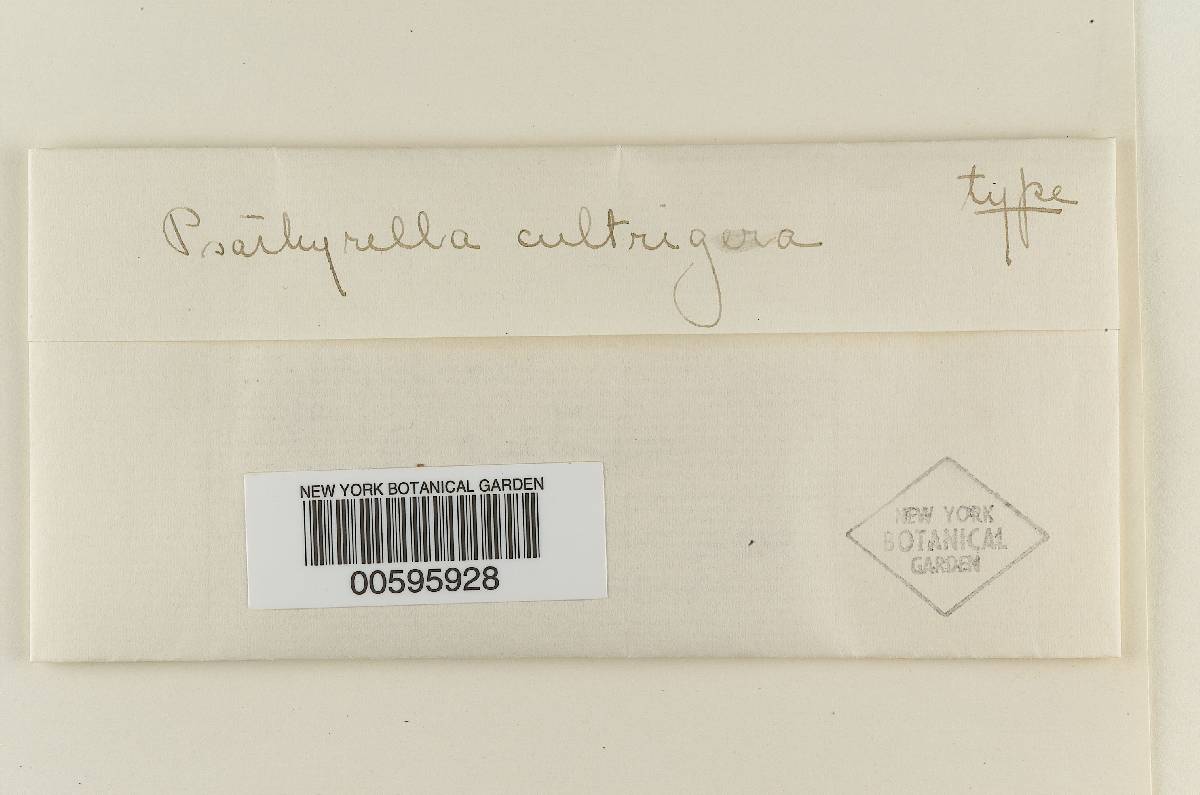 type
Psathyrella cultrigera
NEW YORK BOTANICAL GARDEN
00595928
NEW YORK
BOTANICAL
GARDEN